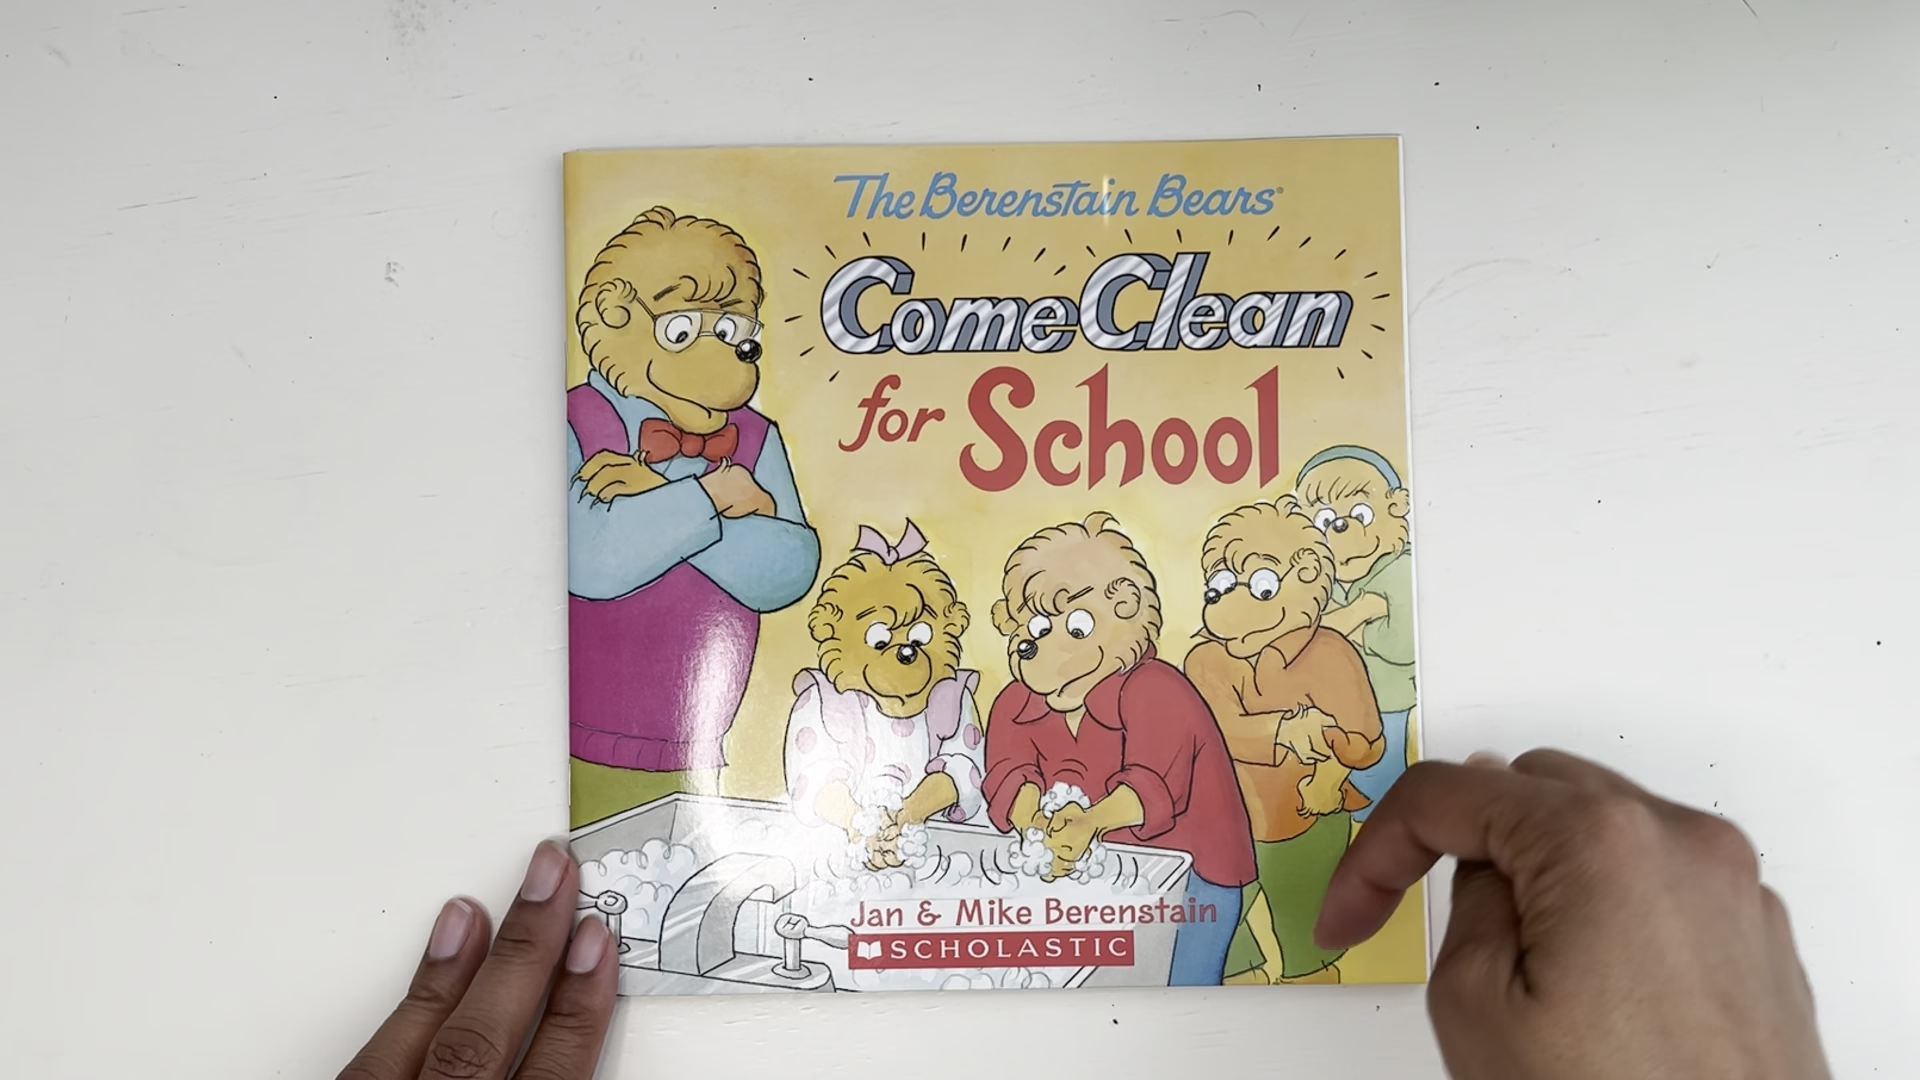 The Berenstain Bears®
Come Clean
for School
Jan & Mike Berenstain
SCHOLASTIC